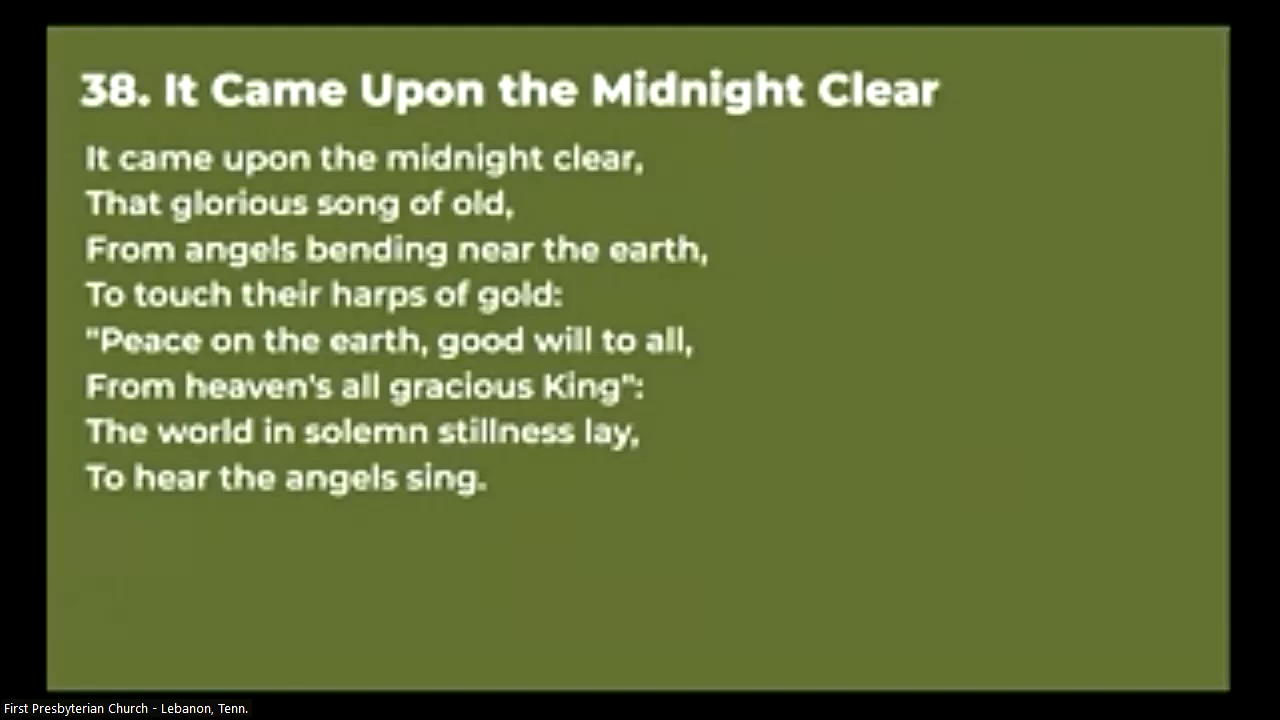 38. It Came Upon the Midnight Clear
It came upon the midnight clear,
That glorious song of old,
From angels bending near the earth,
To touch their harps of gold:
"Peace on the earth, good will to all,
From heaven's all gracious King":
The world in solemn stillness lay,
To hear the angels sing.
First Presbyterian Church - Lebanon, Tenn.